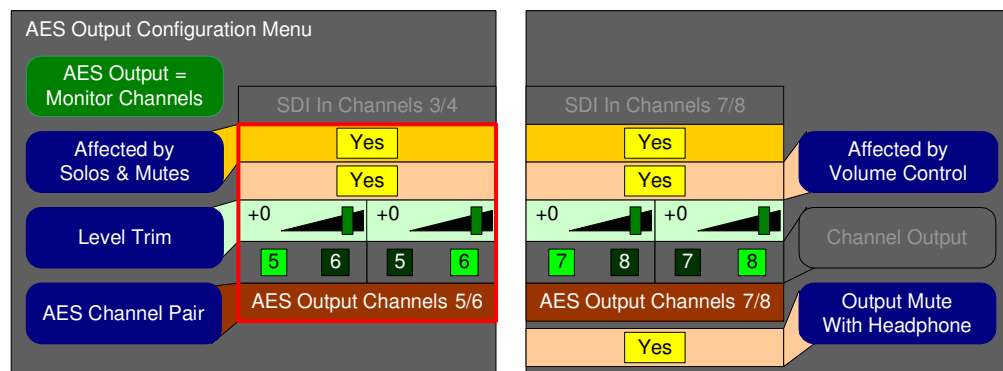 AES Output Configuration Menu
AES Output =
Monitor Channels
SDI In Channels 3/4
SDI In Channels 7/8
Affected by
Solos & Mutes
Yes
Yes
Affected by
Volume Control
Yes
Yes
Level Trim
+0
+0
+0
+0
Channel Output
5
6
5
6
7
8
7
8
AES Channel Pair
AES Output Channels 5/6
AES Output Channels 7/8
Output Mute
With Headphone
Yes